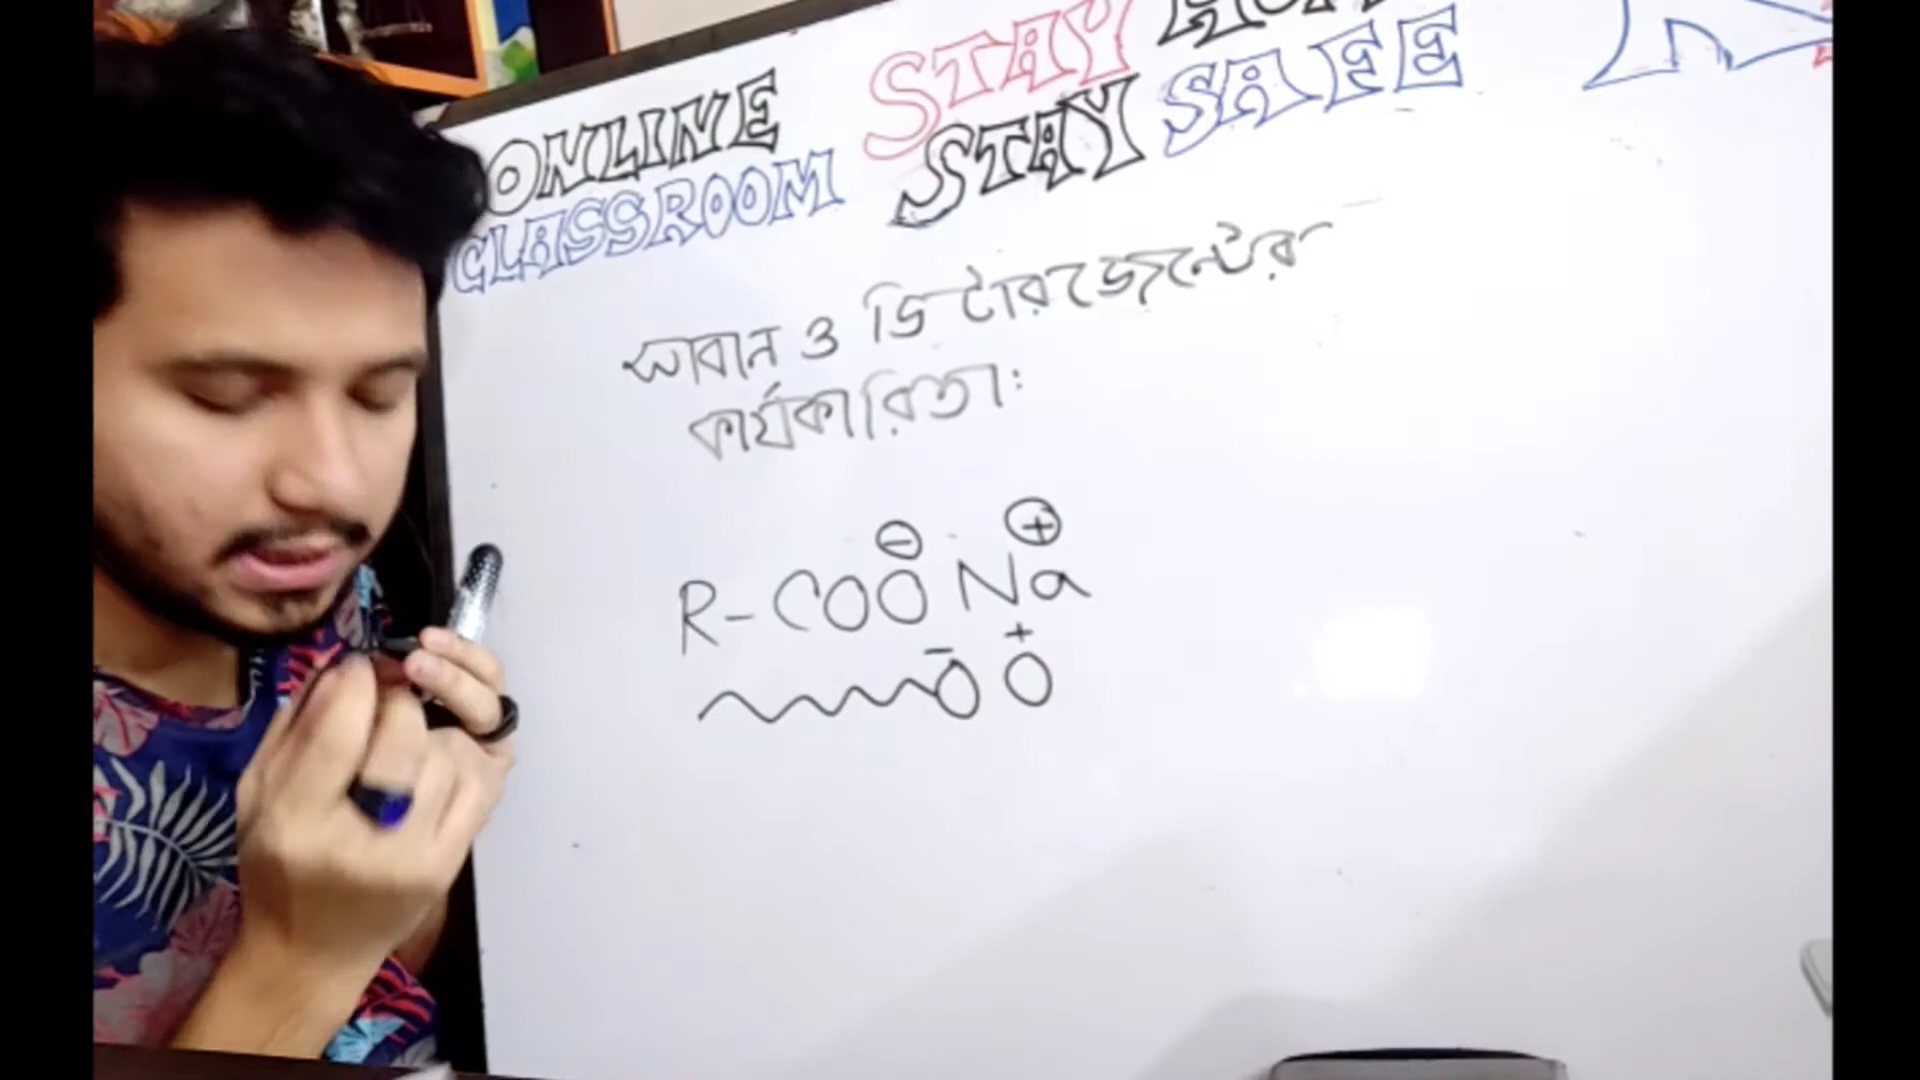 ONLINE
CLASSROOM
STAY
STAY SAFE
সাবান ও ডিটারজেন্টের
কার্যকারিতা:
⊖ ⊕
R-COO Na
- +